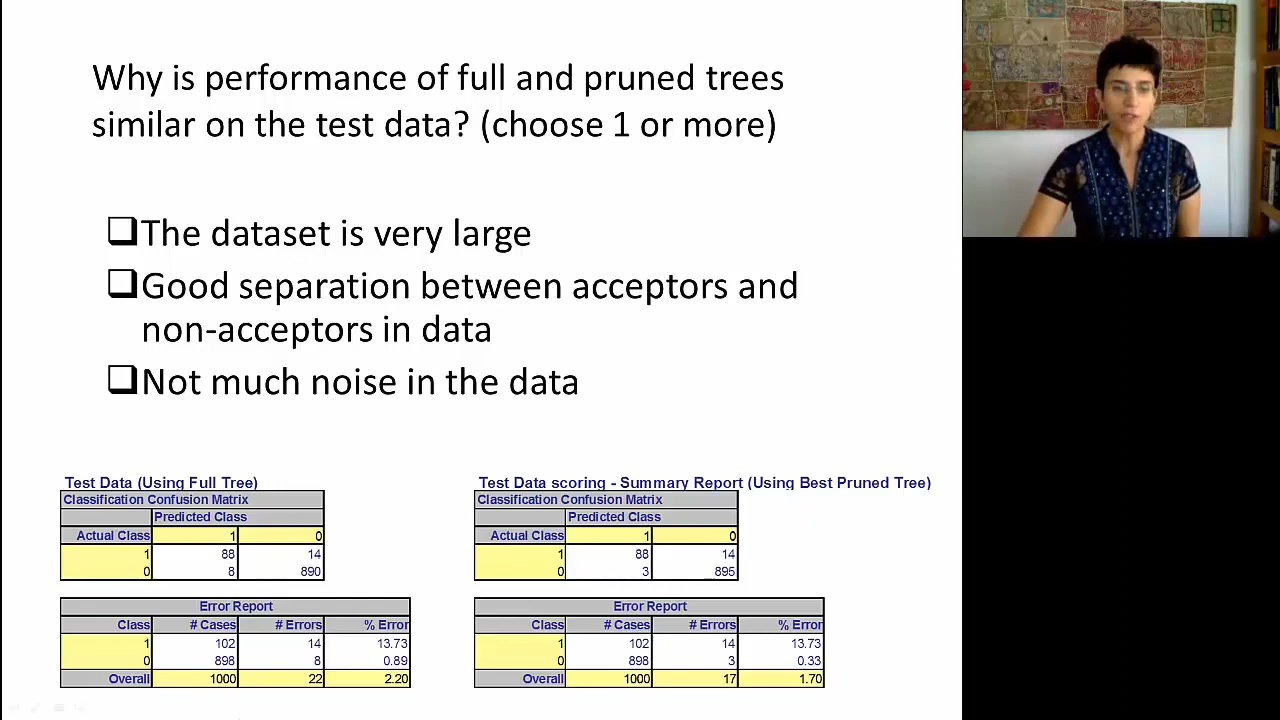 Why is performance of full and pruned trees
similar on the test data? (choose 1 or more)
The dataset is very large
Good separation between acceptors and
non-acceptors in data
Not much noise in the data
Test Data (Using Full Tree)
Classification Confusion Matrix
Predicted Class
Actual Class 1 0
1 88 14
0 8 890
Error Report
Class # Cases # Errors % Error
1 102 14 13.73
0 898 8 0.89
Overall 1000 22 2.20
Test Data scoring - Summary Report (Using Best Pruned Tree)
Classification Confusion Matrix
Predicted Class
Actual Class 1 0
1 88 14
0 3 895
Error Report
Class # Cases # Errors % Error
1 102 14 13.73
0 898 3 0.33
Overall 1000 17 1.70